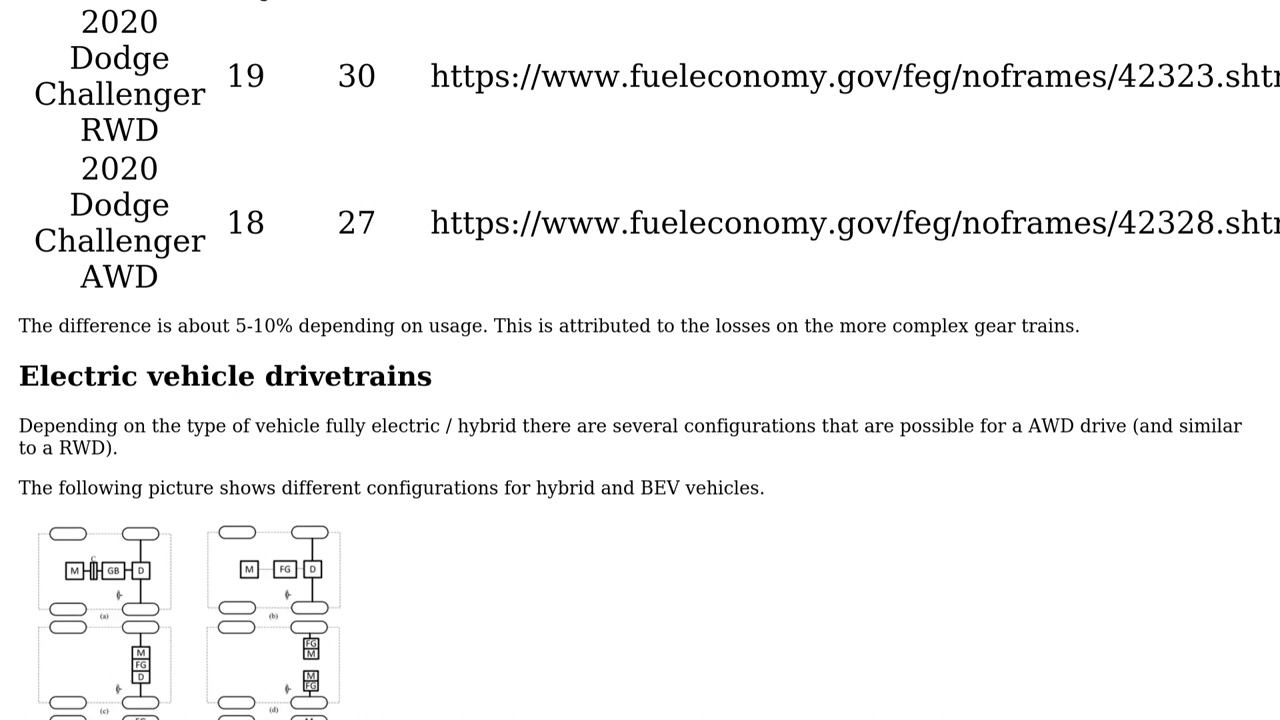 2020
Dodge
Challenger
RWD
19
30
https://www.fueleconomy.gov/feg/noframes/42323.sht
2020
Dodge
Challenger
AWD
18
27
https://www.fueleconomy.gov/feg/noframes/42328.sht
The difference is about 5-10% depending on usage. This is attributed to the losses on the more complex gear trains.
Electric vehicle drivetrains
Depending on the type of vehicle fully electric / hybrid there are several configurations that are possible for a AWD drive (and similar
to a RWD).
The following picture shows different configurations for hybrid and BEV vehicles.
C
M GB D
(a)
M FG D
(b)
M
FG
D
(c)
FG
M
M
FG
(d)